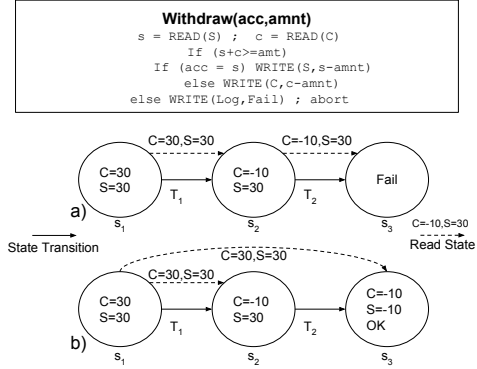 Withdraw(acc,amnt)
s = READ(S) ; c = READ(C)
If (s+c>=amt)
If (acc = s) WRITE(S,s-amnt)
else WRITE(C,c-amnt)
else WRITE(Log,Fail) ; abort
C=30,S=30 C=-10,S=30
C=30 C=-10 Fail
S=30 S=30
T1 T2
a)
s1 s2 s3
C=-10,S=30
State Transition Read State
C=30,S=30
C=30,S=30
C=30 C=-10 C=-10
S=30 S=30 S=-10
OK
T1 T2
b)
s1 s2 s3